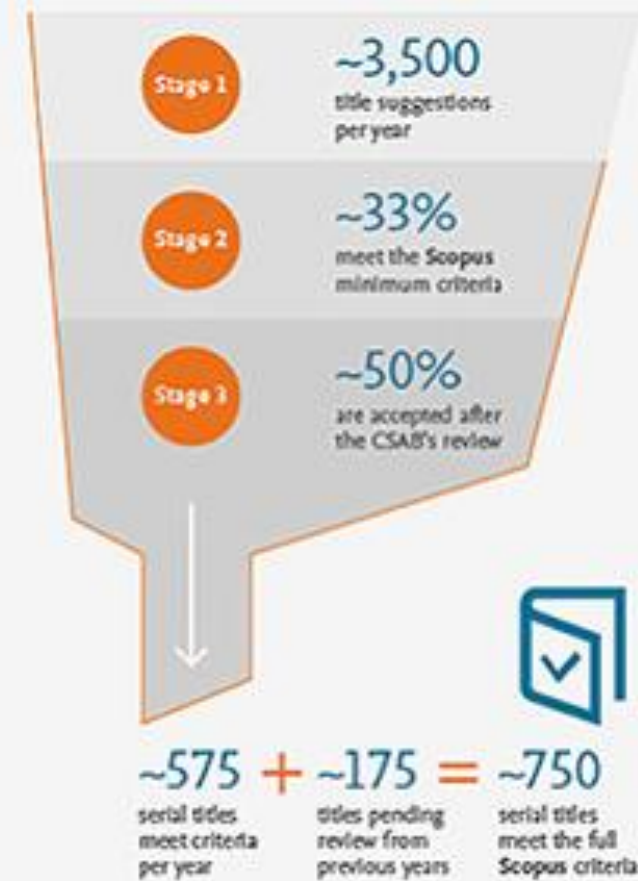 Stage 1
~3,500
title suggestions
per year
Stage 2
~33%
meet the Scopus
minimum criteria
Stage 3
~50%
are accepted after
the CSAB's review
~575 + ~175 = ~750
serial titles
meet criteria
per year
titles pending
review from
previous years
serial titles
meet the full
Scopus criteria